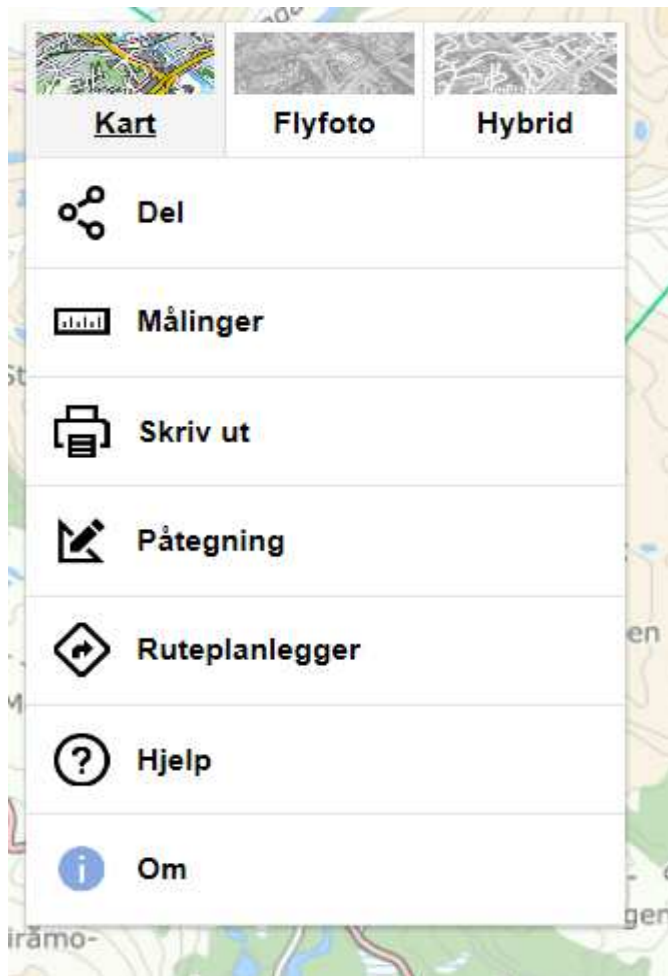 Kart Flyfoto Hybrid
Del
Målinger
Skriv ut
Påtegning
Ruteplanlegger
Hjelp
Om